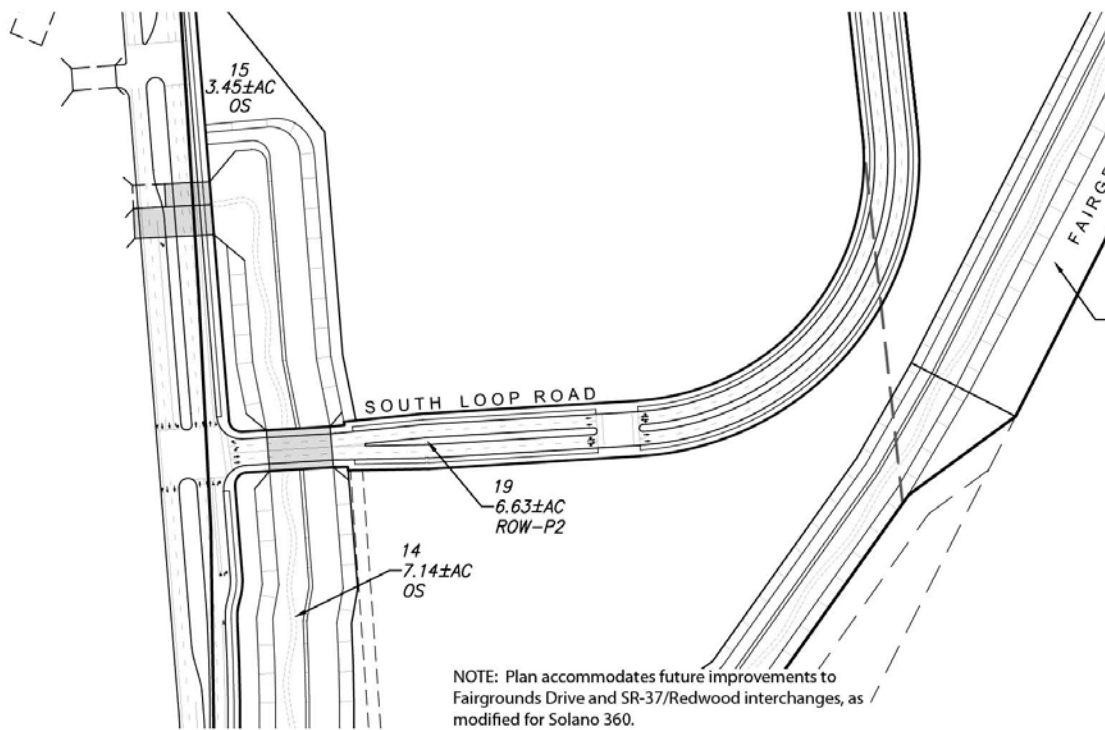 15
3.45±AC
OS
FAIRG
SOUTH LOOP ROAD
19
6.63±AC
ROW-P2
14
7.14±AC
OS
NOTE: Plan accommodates future improvements to
Fairgrounds Drive and SR-37/Redwood interchanges, as
modified for Solano 360.